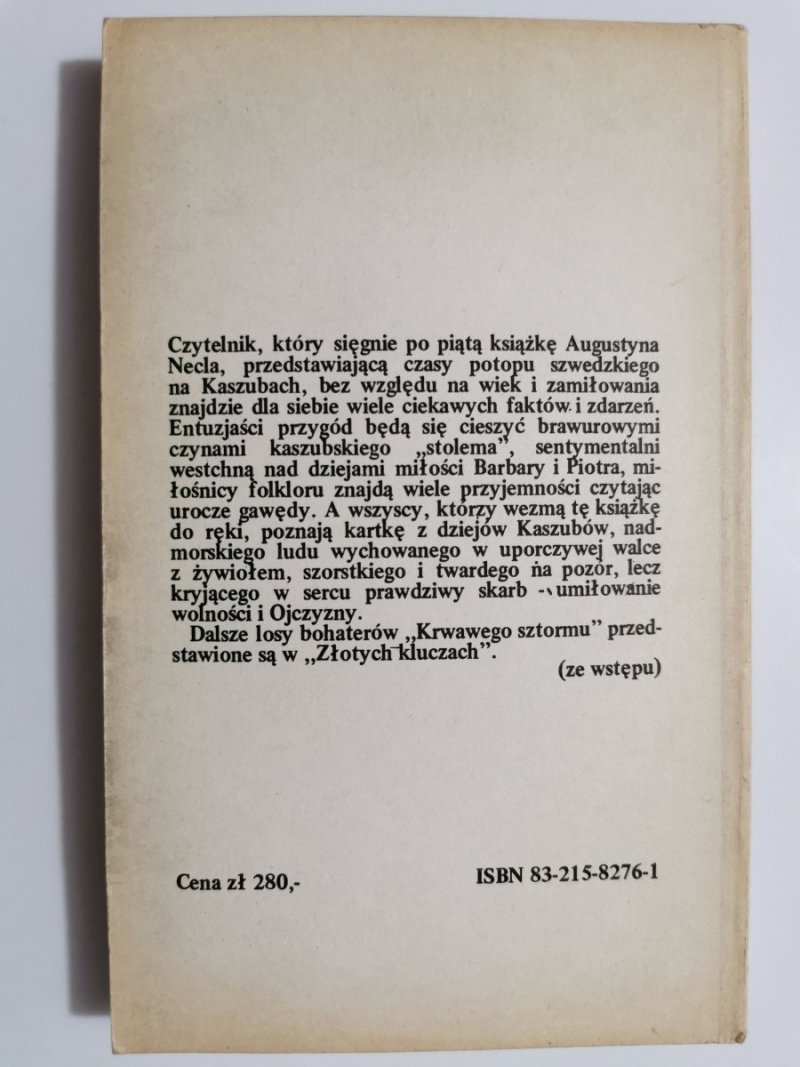 Czytelnik, który sięgnie po piątą książkę Augustyna
Necla, przedstawiającą czasy potopu szwedzkiego
na Kaszubach, bez względu na wiek i zamiłowania
znajdzie dla siebie wiele ciekawych faktów i zdarzeń.
Entuzjaści przygód będą się cieszyć brawurowymi
czynami kaszubskiego „stolema”, sentymentalni
westchną nad dziejami miłości Barbary i Piotra, mi-
łośnicy folkloru znajdą wiele przyjemności czytając
urocze gawędy. A wszyscy, którzy wezmą tę książkę
do ręki, poznają kartkę z dziejów Kaszubów, nad-
morskiego ludu wychowanego w uporczywej walce
z żywiołem, szorstkiego i twardego na pozór, lecz
kryjącego w sercu prawdziwy skarb - umiłowanie
wolności i Ojczyzny.
Dalsze losy bohaterów „Krwawego sztormu” przed-
stawione są w „Złotych kluczach”.
(ze wstępu)
Cena zł 280,-
ISBN 83-215-8276-1